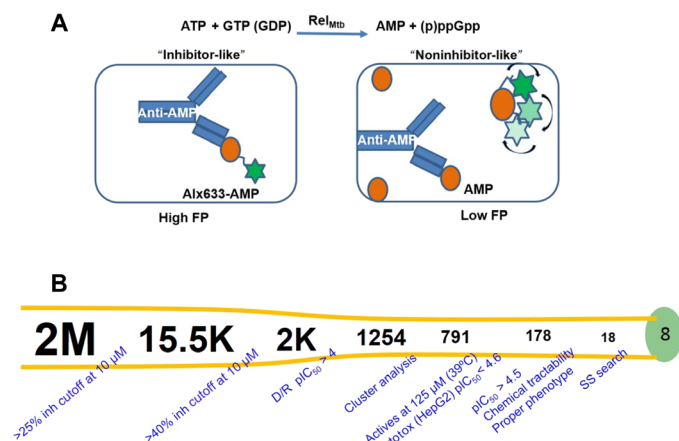 A
ATP + GTP (GDP) Rel_Mtb AMP + (p)ppGpp
"Inhibitor-like"
"Noninhibitor-like"
Anti-AMP
Alx633-AMP
High FP
Anti-AMP
AMP
Low FP
B
2M 15.5K 2K 1254 791 178 18 8
>25% inh cutoff at 10 µM
>40% inhib cutoff at 10 µM
D/R pIC50 > 4
Cluster analysis
Actives at 125 µM (39ºC)
(HepG2) pIC50< 4.6
pIC50 > 4.5
Chemical tractability
Proper phenotype
SS search